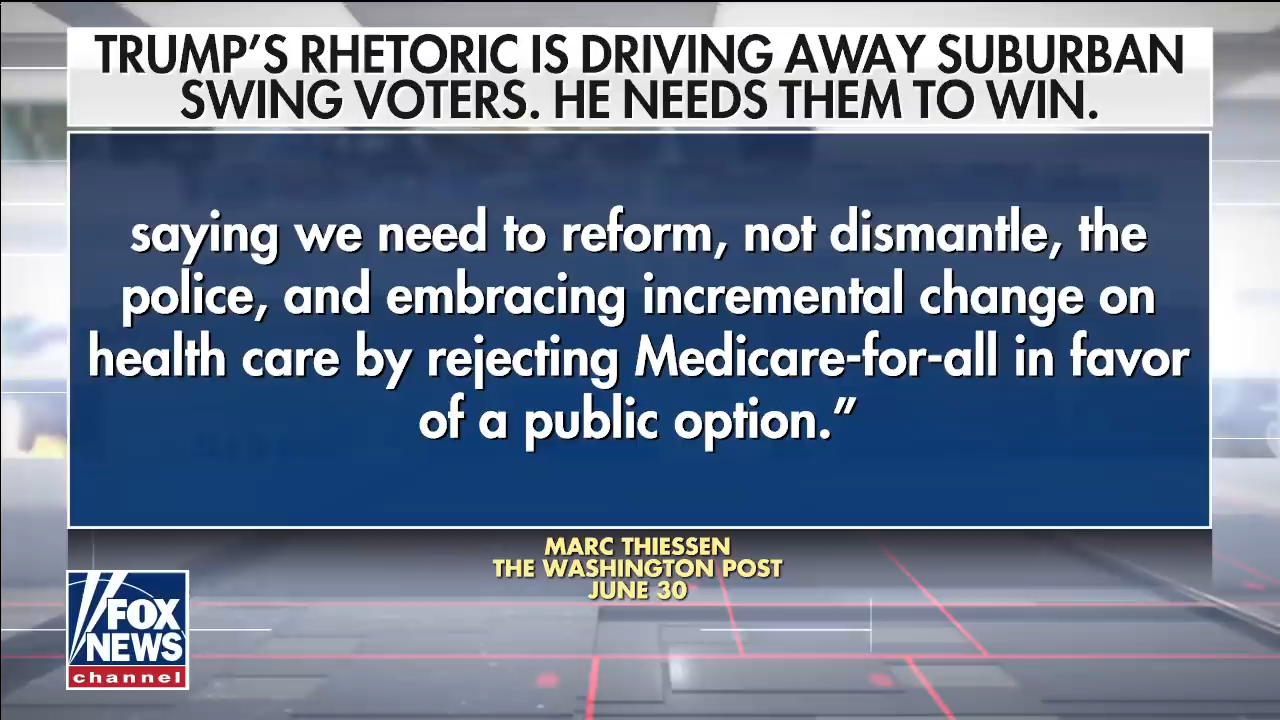 TRUMP'S RHETORIC IS DRIVING AWAY SUBURBAN
SWING VOTERS. HE NEEDS THEM TO WIN.
saying we need to reform, not dismantle, the
police, and embracing incremental change on
health care by rejecting Medicare-for-all in favor
of a public option.”
MARC THIESSEN
THE WASHINGTON POST
JUNE 30
FOX
NEWS
channel